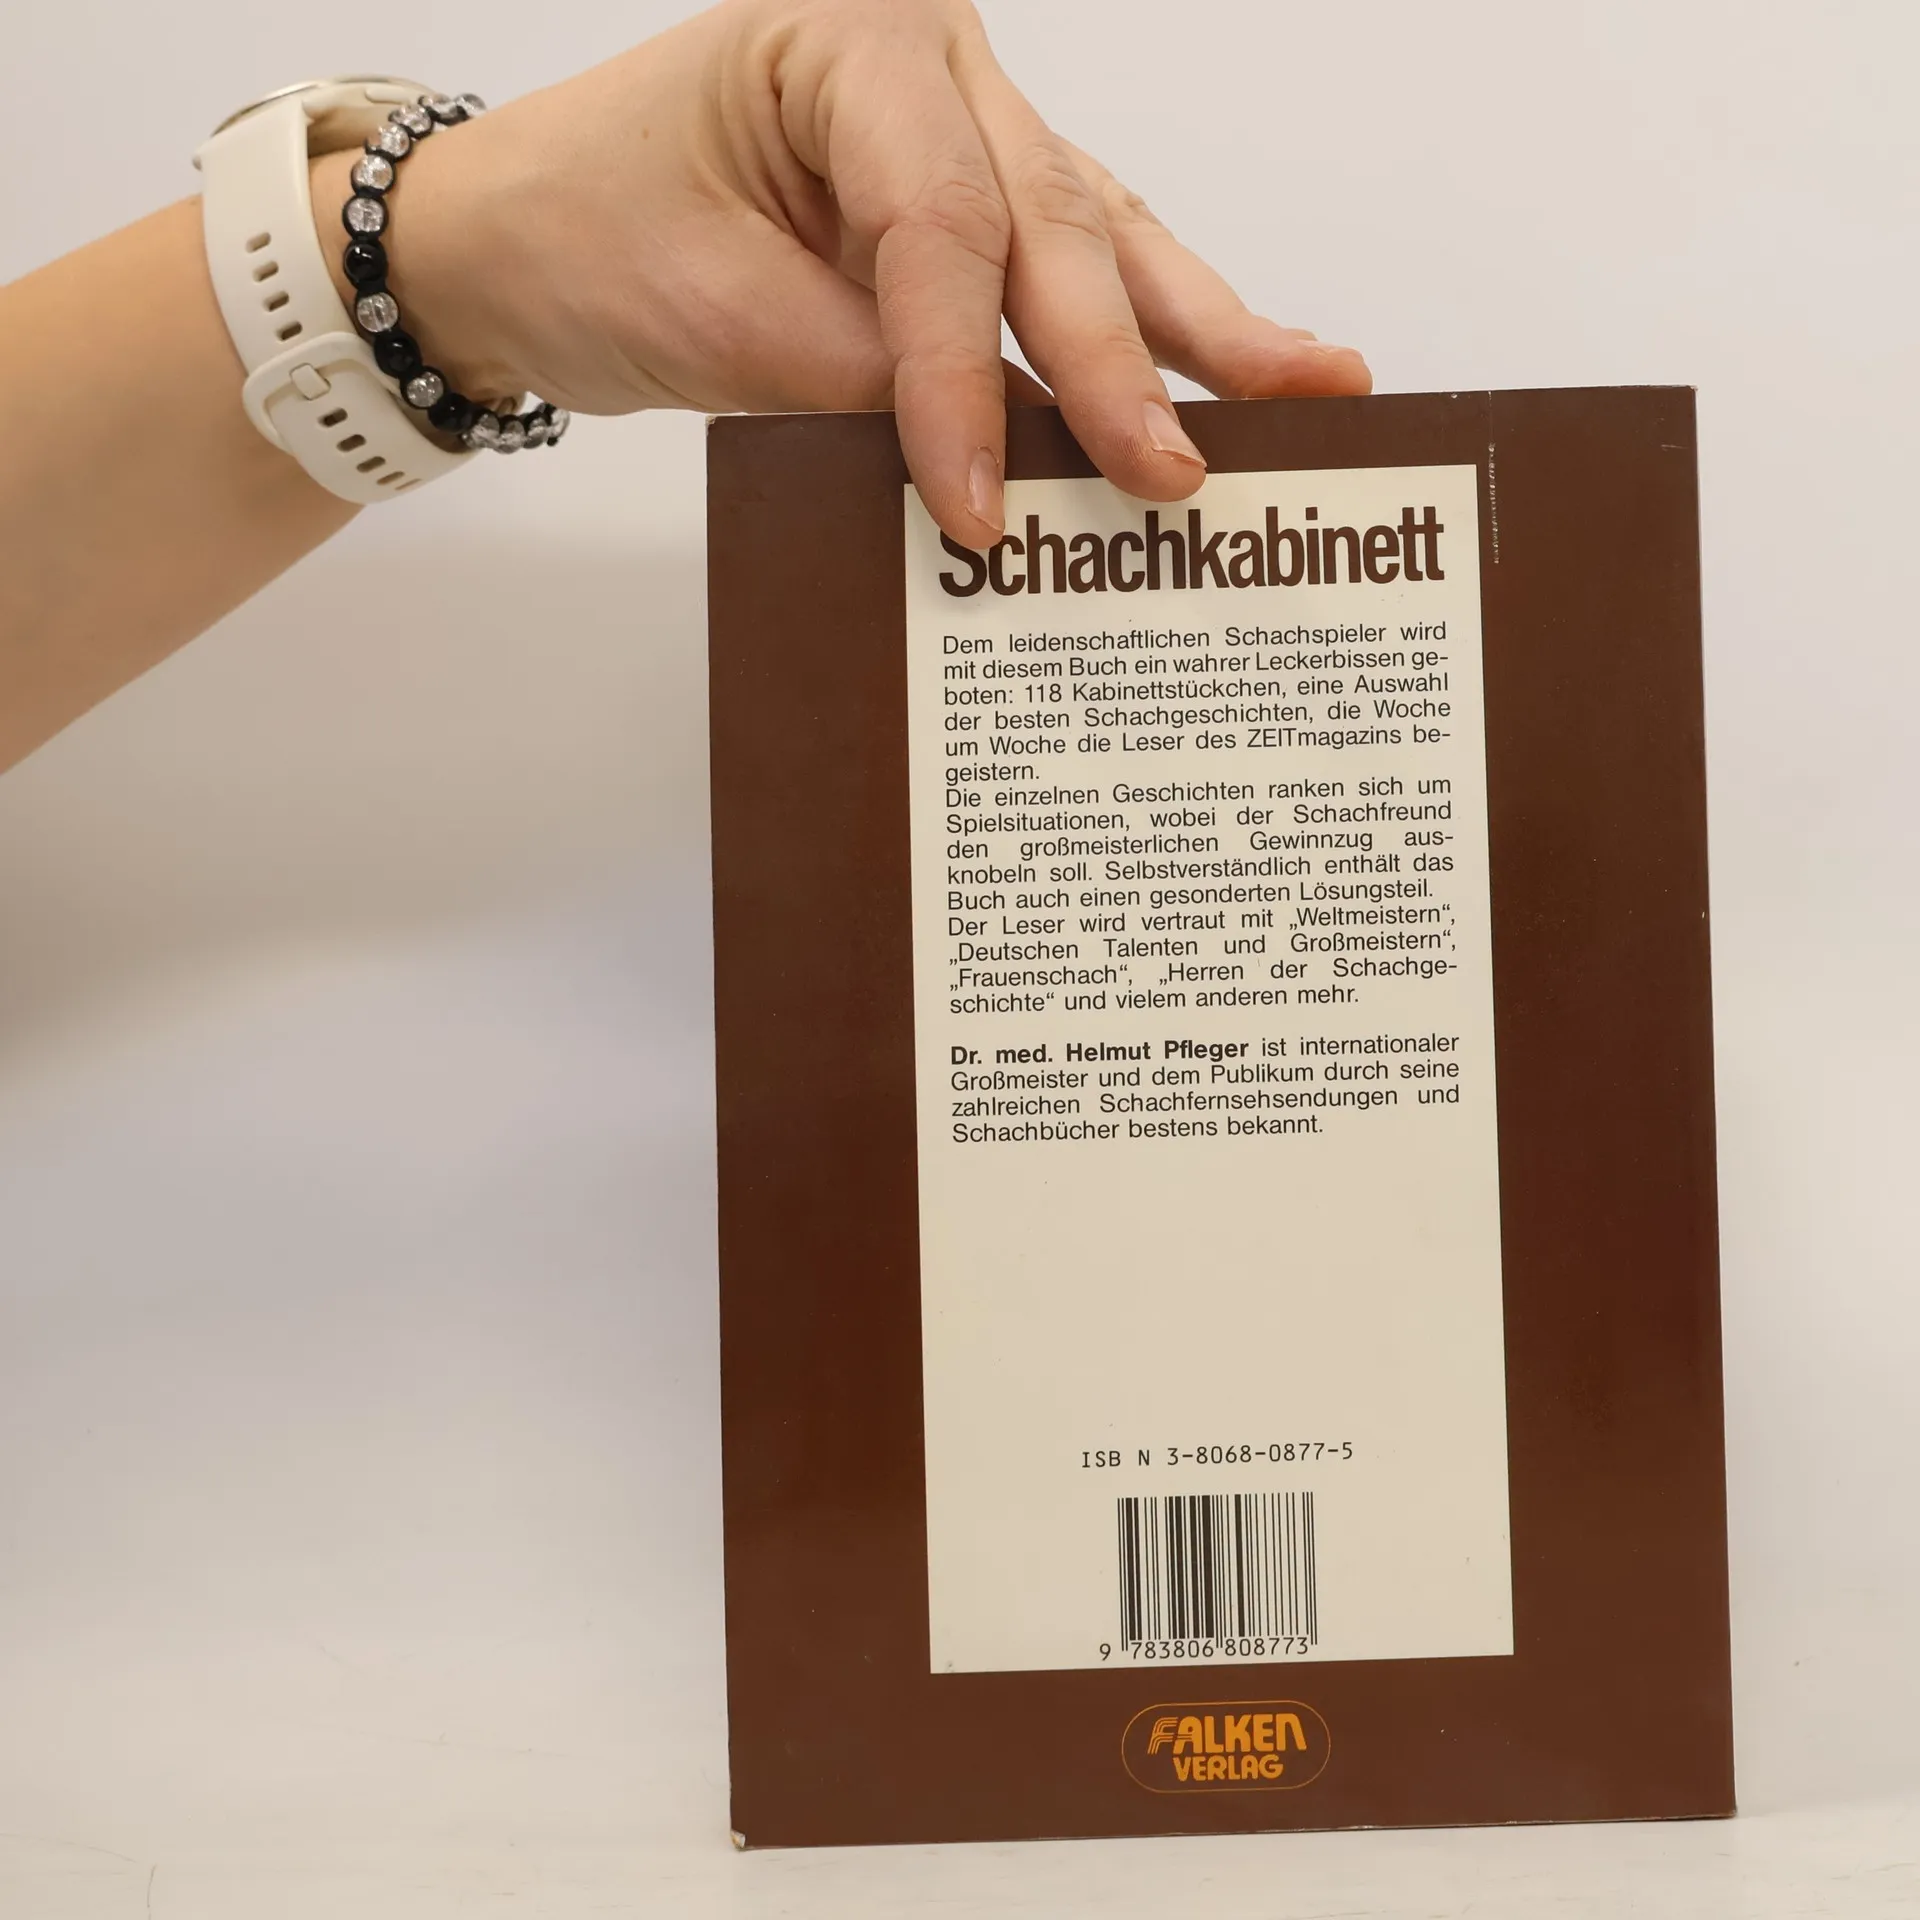 Schachkabinett
Dem leidenschaftlichen Schachspieler wird
mit diesem Buch ein wahrer Leckerbissen ge-
boten: 118 Kabinettstückchen, eine Auswahl
der besten Schachgeschichten, die Woche
um Woche die Leser des ZEITmagazins be-
geistern.
Die einzelnen Geschichten ranken sich um
Spielsituationen, wobei der Schachfreund
den großmeisterlichen Gewinnzug aus-
knobeln soll. Selbstverständlich enthält das
Buch auch einen gesonderten Lösungsteil.
Der Leser wird vertraut mit „Weltmeistern“,
„Deutschen Talenten und Großmeistern“,
„Frauenschach“, „Herren der Schachge-
schichte“ und vielem anderen mehr.
Dr. med. Helmut Pfleger ist internationaler
Großmeister und dem Publikum durch seine
zahlreichen Schachfernsehsendungen und
Schachbücher bestens bekannt.
ISB N 3-8068-0877-5
9 783806 808773
FALKEN
VERLAG